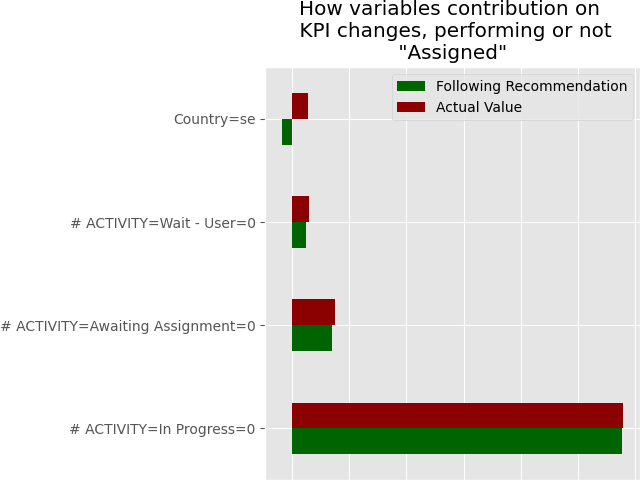 How variables contribution on
KPI changes, performing or not
"Assigned"
Following Recommendation
Actual Value
Country=se
# ACTIVITY=Wait - User=0
# ACTIVITY=Awaiting Assignment=0
# ACTIVITY=In Progress=0